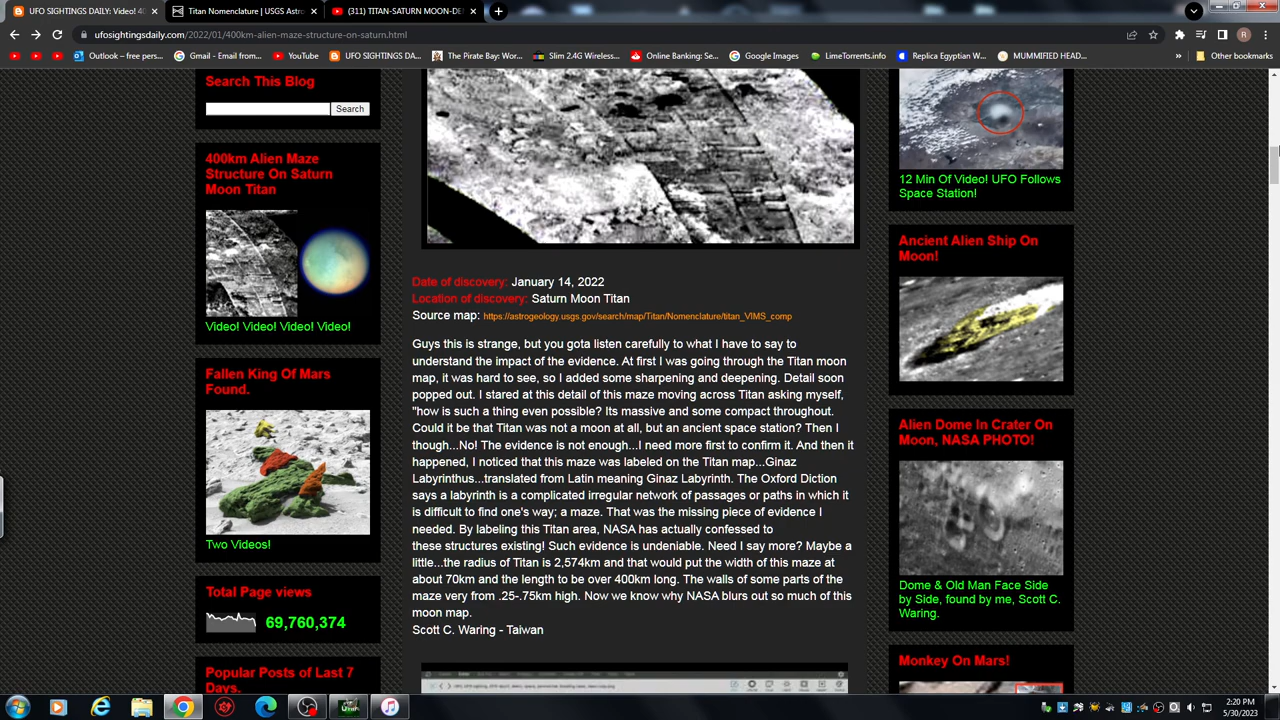 UFO SIGHTINGS DAILY: Video! 40
Titan Nomenclature | USGS Astro
(311) TITAN-SATURN MOON-DE
ufosightingsdaily.com/2022/01/400km-alien-maze-structure-on-saturn.html
Outlook – free pers...
Gmail - Email from...
YouTube
UFO SIGHTINGS DA...
The Pirate Bay: Wor...
Slim 2.4G Wireless...
Online Banking: Se...
Google Images
LimeTorrents.info
Replica Egyptian W...
MUMMIFIED HEAD...
»
Other bookmarks
Search This Blog
Search
400km Alien Maze
Structure On Saturn
Moon Titan
Video! Video! Video! Video!
Fallen King Of Mars
Found.
Two Videos!
Total Page views
69,760,374
Popular Posts of Last 7
Days.
Date of discovery: January 14, 2022
Location of discovery: Saturn Moon Titan
Source map: https://astrogeology.usgs.gov/search/map/Titan/Nomenclature/titan_VIMS_comp
Guys this is strange, but you gota listen carefully to what I have to say to
understand the impact of the evidence. At first I was going through the Titan moon
map, it was hard to see, so I added some sharpening and deepening. Detail soon
popped out. I stared at this detail of this maze moving across Titan asking myself,
"how is such a thing even possible? Its massive and some compact throughout.
Could it be that Titan was not a moon at all, but an ancient space station? Then I
though...No! The evidence is not enough...I need more first to confirm it. And then it
happened, I noticed that this maze was labeled on the Titan map...Ginaz
Labyrinthus...translated from Latin meaning Ginaz Labyrinth. The Oxford Diction
says a labyrinth is a complicated irregular network of passages or paths in which it
is difficult to find one's way; a maze. That was the missing piece of evidence I
needed. By labeling this Titan area, NASA has actually confessed to
these structures existing! Such evidence is undeniable. Need I say more? Maybe a
little...the radius of Titan is 2,574km and that would put the width of this maze at
about 70km and the length to be over 400km long. The walls of some parts of the
maze very from .25-.75km high. Now we know why NASA blurs out so much of this
moon map.
Scott C. Waring - Taiwan
12 Min Of Video! UFO Follows
Space Station!
Ancient Alien Ship On
Moon!
Alien Dome In Crater On
Moon, NASA PHOTO!
Dome & Old Man Face Side
by Side, found by me, Scott C.
Waring.
Monkey On Mars!
R
2:20 PM
5/30/2023